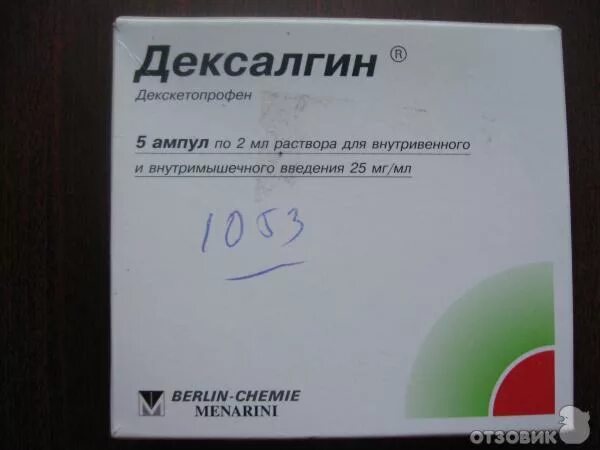 Дексалгин ®
Декскетопрофен
5 ампул по 2 мл раствора для внутривенного
и внутримышечного введения 25 мг/мл
1053
BERLIN-CHEMIE
MENARINI
ОТЗОВИК